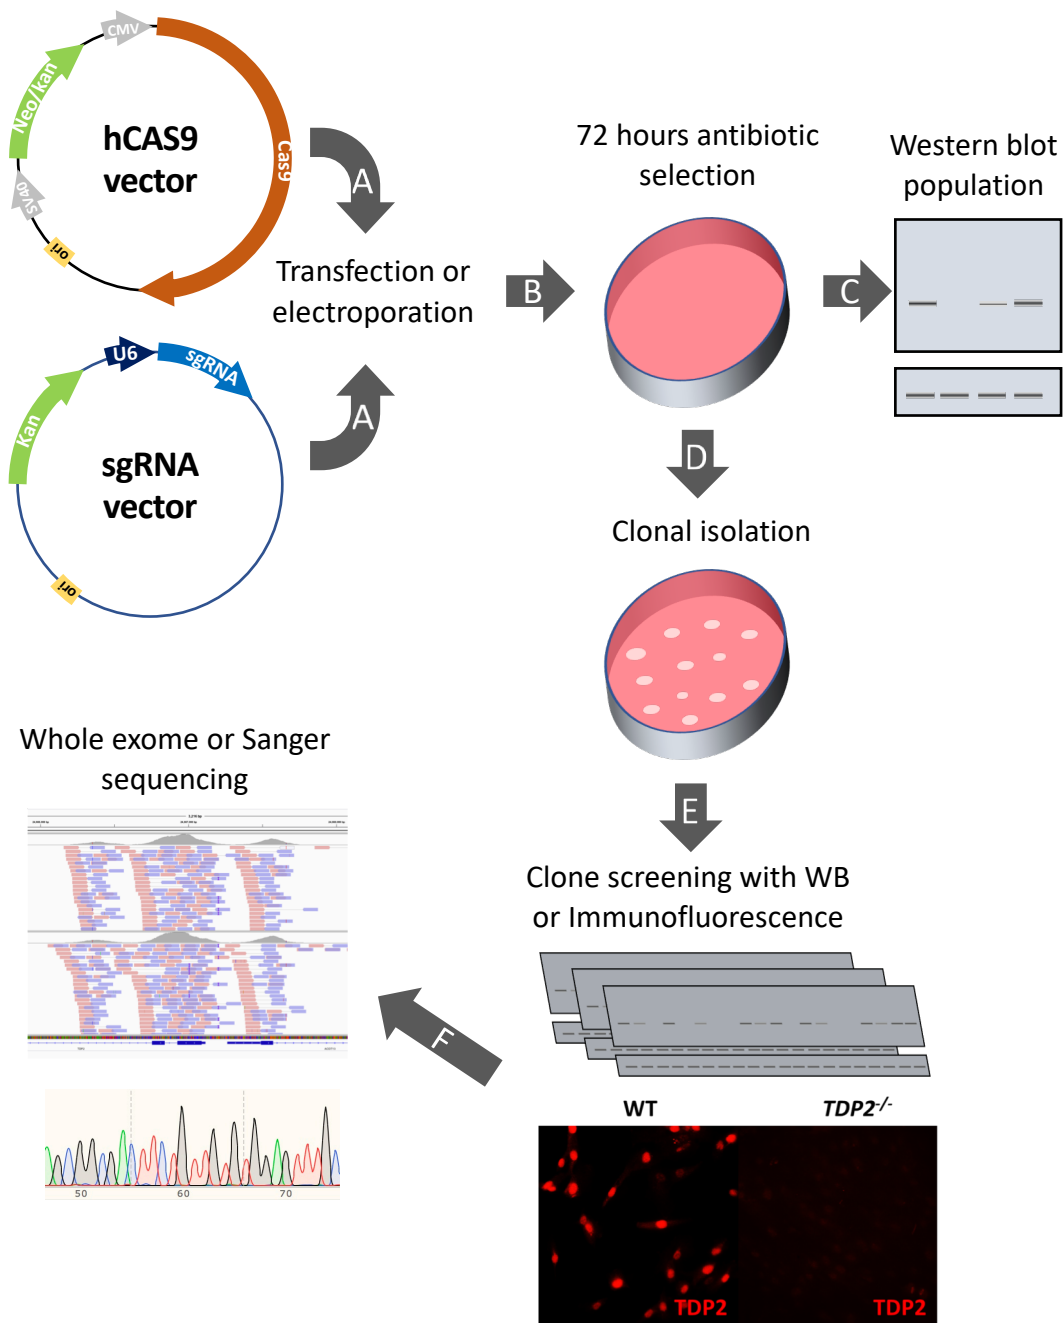 CMV
Neo/kan
hCAS9
vector
Cas9
SV40
ori
A
Transfection or
electroporation
A
U6
sgRNA
Kan
sgRNA
vector
ori
B
72 hours antibiotic
selection
C
Western blot
population
D
Clonal isolation
E
Clone screening with WB
or Immunofluorescence
WT
TDP2-/-
TDP2
TDP2
F
Whole exome or Sanger
sequencing
50
60
70